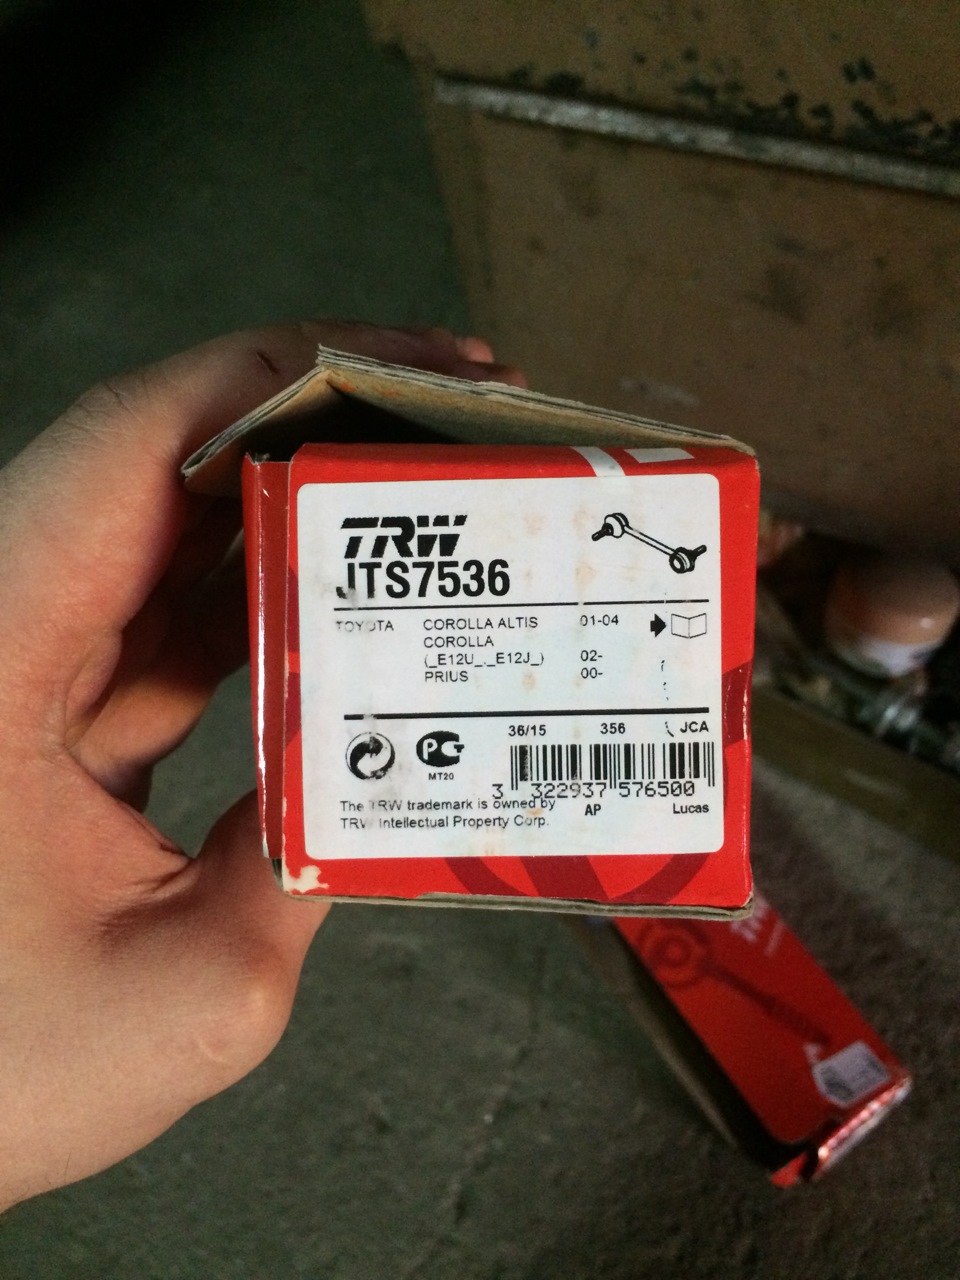 TRW
JTS7536
TOYOTA COROLLA ALTIS 01-04
COROLLA
(_E12U_,_E12J_) 02-
PRIUS 00-
36/15 356 JCA
PG
MT20
3 322937 576500
The TRW trademark is owned by
TRW Intellectual Property Corp.
AP Lucas